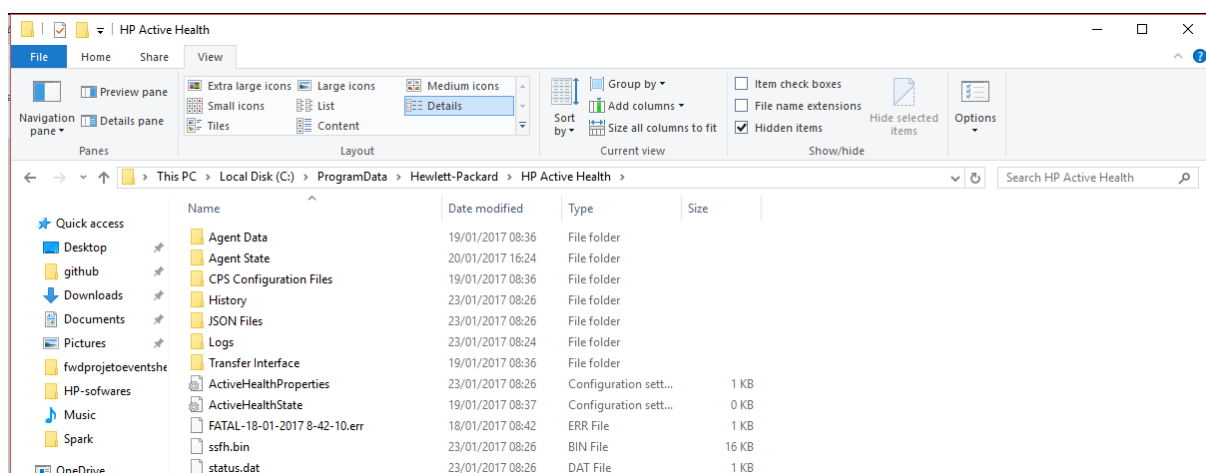 HP Active Health
File Home Share View
Navigation pane
Preview pane
Details pane
Panes
Extra large icons Large icons Medium icons
Small icons List Details
Tiles Content
Layout
Sort by
Group by
Add columns
Size all columns to fit
Current view
Item check boxes
File name extensions
Hidden items
Hide selected items
Show/hide
Options
This PC > Local Disk (C:) > ProgramData > Hewlett-Packard > HP Active Health >
Search HP Active Health
Quick access
Desktop
github
Downloads
Documents
Pictures
fwdprojetoeventshe
HP-sofwares
Music
Spark
OneDrive
Name Date modified Type Size
Agent Data 19/01/2017 08:36 File folder
Agent State 20/01/2017 16:24 File folder
CPS Configuration Files 19/01/2017 08:36 File folder
History 23/01/2017 08:26 File folder
JSON Files 23/01/2017 08:26 File folder
Logs 23/01/2017 08:24 File folder
Transfer Interface 19/01/2017 08:36 File folder
ActiveHealthProperties 23/01/2017 08:26 Configuration sett... 1 KB
ActiveHealthState 19/01/2017 08:37 Configuration sett... 0 KB
FATAL-18-01-2017 8-42-10.err 18/01/2017 08:42 ERR File 1 KB
ssfh.bin 23/01/2017 08:26 BIN File 16 KB
status.dat 23/01/2017 08:26 DAT File 1 KB